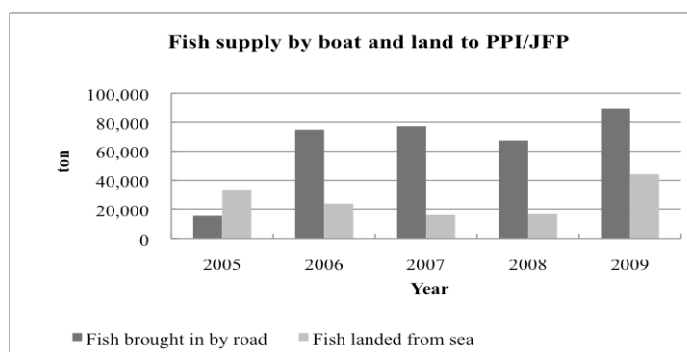 Fish supply by boat and land to PPI/JFP
100,000
80,000
60,000
40,000
20,000
0
ton
2005 2006 2007 2008 2009
Year
Fish brought in by road Fish landed from sea